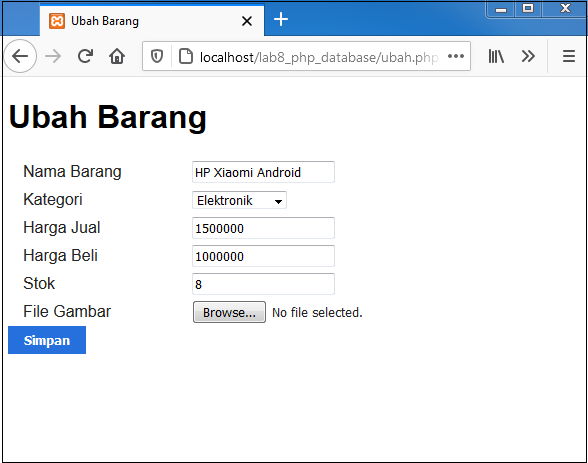 Ubah Barang
localhost/lab8_php_database/ubah.php
Ubah Barang
Nama Barang HP Xiaomi Android
Kategori Elektronik
Harga Jual 1500000
Harga Beli 1000000
Stok 8
File Gambar Browse... No file selected.
Simpan